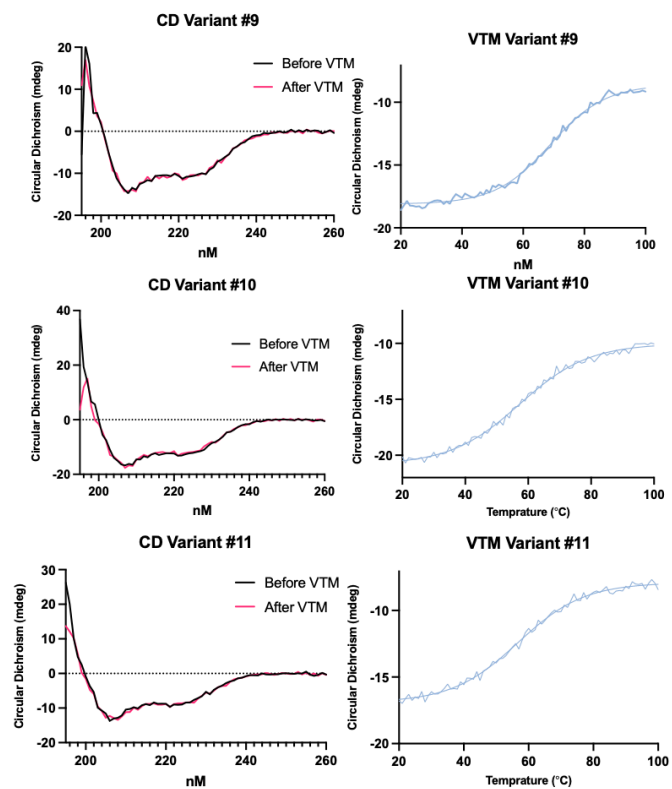 CD Variant #9
Circular Dichroism (mdeg)
20
10
0
-10
-20
200
220
240
260
nM
Before VTM
After VTM
VTM Variant #9
Circular Dichroism (mdeg)
-10
-15
-20
20
40
60
80
100
nM
CD Variant #10
Circular Dichroism (mdeg)
40
20
0
-20
200
220
240
260
nM
Before VTM
After VTM
VTM Variant #10
Circular Dichroism (mdeg)
-10
-15
-20
20
40
60
80
100
Temprature (°C)
CD Variant #11
Circular Dichroism (mdeg)
30
20
10
0
-10
-20
200
220
240
260
nM
Before VTM
After VTM
VTM Variant #11
Circular Dichroism (mdeg)
-10
-15
-20
20
40
60
80
100
Temprature (°C)